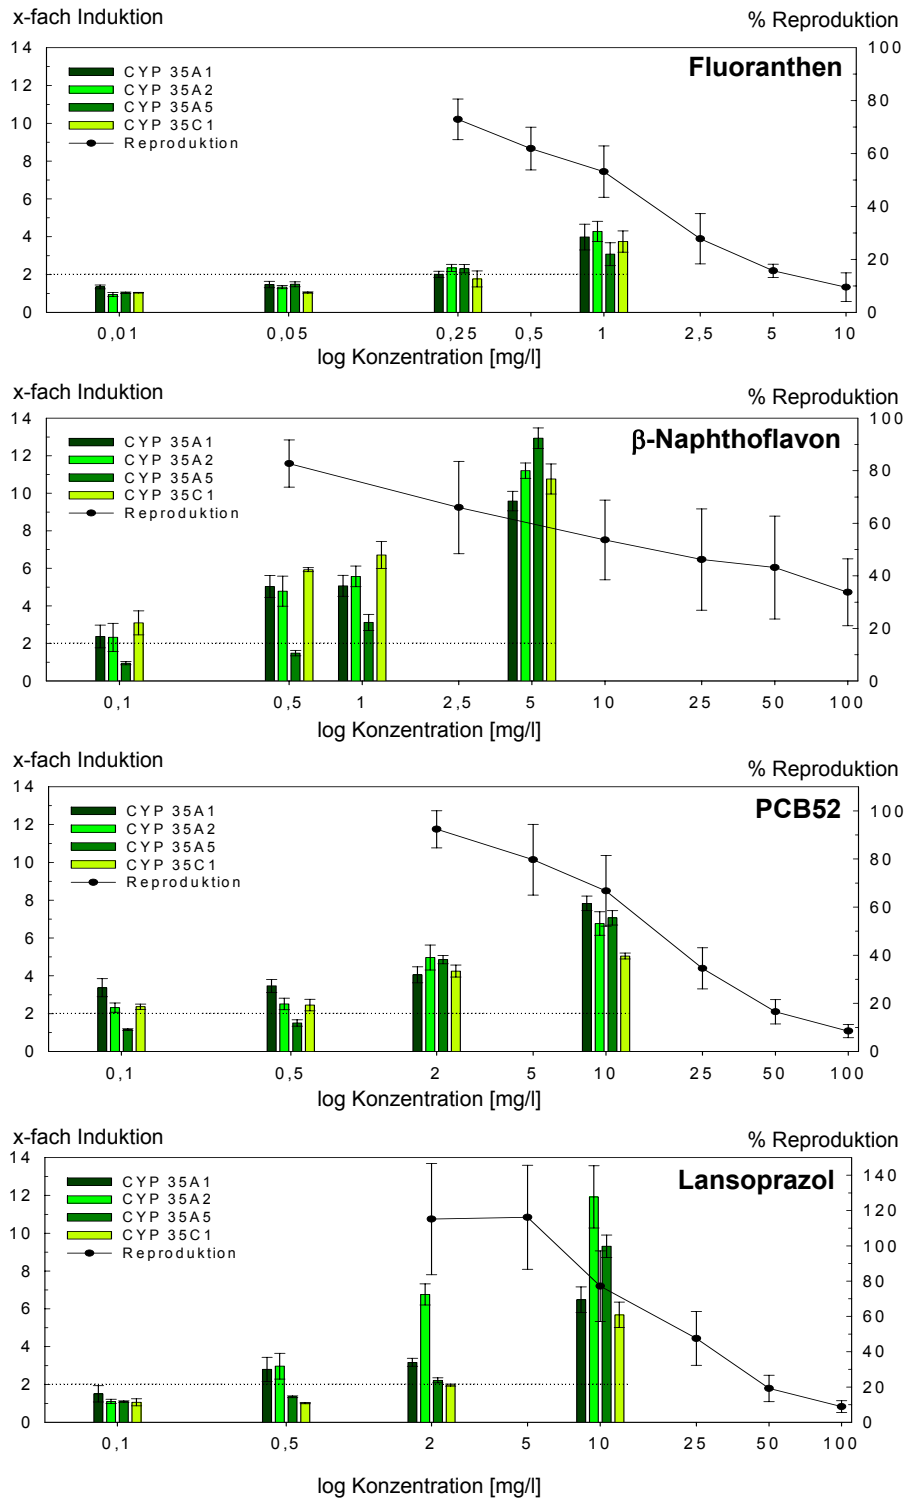 x-fach Induktion
% Reproduktion
14 100
Fluoranthen
CYP 35A1
12
CYP 35A2
80
CYP 35A5
10
CYP 35C1
Reproduktion
8 60
6
40
4
20
2
0 0
0,01 0,05 0,25 0,5 1 2,5 5 10
log Konzentration [mg/l]
x-fach Induktion
% Reproduktion
14 100
β-Naphthoflavon
CYP 35A1
12
CYP 35A2
80
CYP 35A5
10
CYP 35C1
Reproduktion
8 60
6
40
4
20
2
0 0
0,1 0,5 1 2,5 5 10 25 50 100
log Konzentration [mg/l]
x-fach Induktion
% Reproduktion
14
PCB52
CYP 35A1
100
12
CYP 35A2
CYP 35A5
80
10
CYP 35C1
Reproduktion
8
60
6
40
4
20
2
0 0
0,1 0,5 2 5 10 25 50 100
log Konzentration [mg/l]
x-fach Induktion
% Reproduktion
14
140
Lansoprazol
CYP 35A1
12
CYP 35A2
120
CYP 35A5
10
CYP 35C1
100
Reproduktion
8
80
6
60
4
40
2
20
0 0
0,1 0,5 2 5 10 25 50 100
log Konzentration [mg/l]